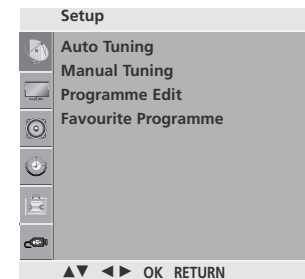 Setup
Auto Tuning
Manual Tuning
Programme Edit
Favourite Programme
▲▼ ◄► OK RETURN